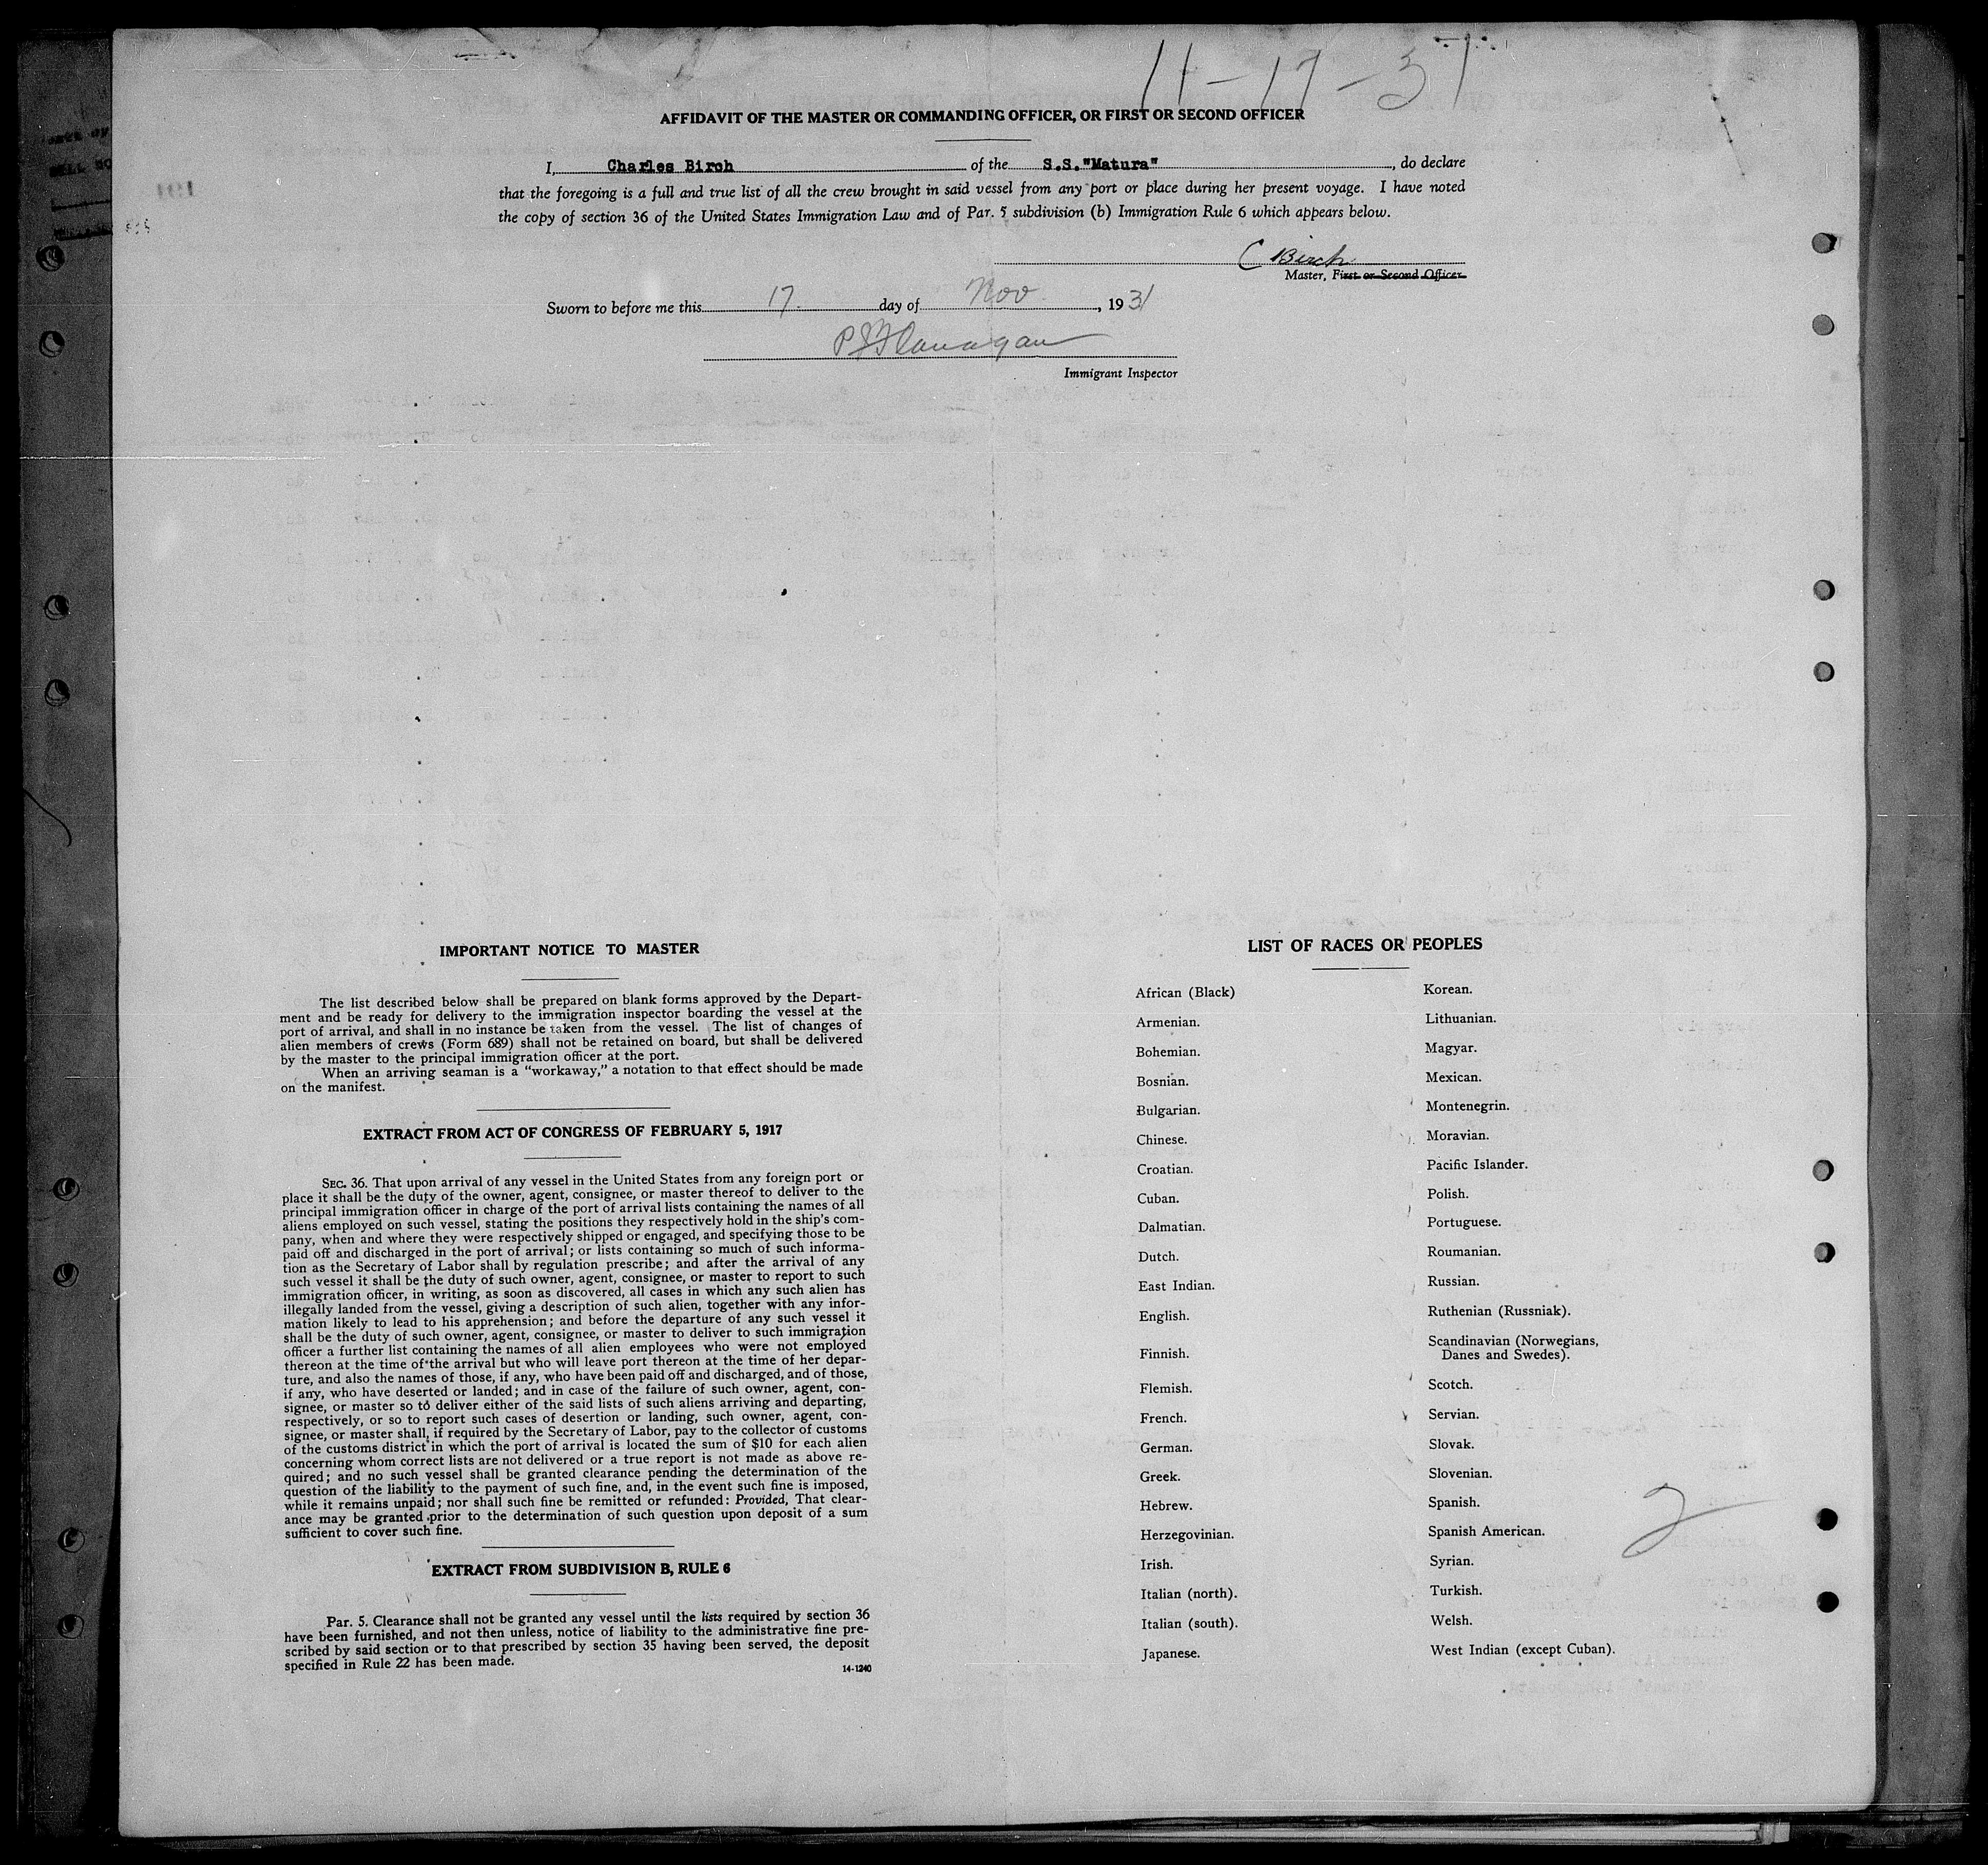 11-17-31
AFFIDAVIT OF THE MASTER OR COMMANDING OFFICER, OR FIRST OR SECOND OFFICER
I, Charles Birch of the S.S."Matura" , do declare
that the foregoing is a full and true list of all the crew brought in said vessel from any port or place during her present voyage. I have noted
the copy of section 36 of the United States Immigration Law and of Par. 5 subdivision (b) Immigration Rule 6 which appears below.
C Birch
Master, First or Second Officer
Sworn to before me this 17 day of Nov , 1931
P J Flanagan
Immigrant Inspector
IMPORTANT NOTICE TO MASTER
The list described below shall be prepared on blank forms approved by the Depart-
ment and be ready for delivery to the immigration inspector boarding the vessel at the
port of arrival, and shall in no instance be taken from the vessel. The list of changes of
alien members of crews (Form 689) shall not be retained on board, but shall be delivered
by the master to the principal immigration officer at the port.
When an arriving seaman is a "workaway," a notation to that effect should be made
on the manifest.
EXTRACT FROM ACT OF CONGRESS OF FEBRUARY 5, 1917
SEC. 36. That upon arrival of any vessel in the United States from any foreign port or
place it shall be the duty of the owner, agent, consignee, or master thereof to deliver to the
principal immigration officer in charge of the port of arrival lists containing the names of all
aliens employed on such vessel, stating the positions they respectively hold in the ship's com-
pany, when and where they were respectively shipped or engaged, and specifying those to be
paid off and discharged in the port of arrival; or lists containing so much of such informa-
tion as the Secretary of Labor shall by regulation prescribe; and after the arrival of any
such vessel it shall be the duty of such owner, agent, consignee, or master to report to such
immigration officer, in writing, as soon as discovered, all cases in which any such alien has
illegally landed from the vessel, giving a description of such alien, together with any infor-
mation likely to lead to his apprehension; and before the departure of any such vessel it
shall be the duty of such owner, agent, consignee, or master to deliver to such immigration
officer a further list containing the names of all alien employees who were not employed
thereon at the time of the arrival but who will leave port thereon at the time of her depar-
ture, and also the names of those, if any, who have been paid off and discharged, and of those,
if any, who have deserted or landed; and in case of the failure of such owner, agent, con-
signee, or master so to deliver either of the said lists of such aliens arriving and departing,
respectively, or so to report such cases of desertion or landing, such owner, agent, con-
signee, or master shall, if required by the Secretary of Labor, pay to the collector of customs
of the customs district in which the port of arrival is located the sum of $10 for each alien
concerning whom correct lists are not delivered or a true report is not made as above re-
quired; and no such vessel shall be granted clearance pending the determination of the
question of the liability to the payment of such fine, and, in the event such fine is imposed,
while it remains unpaid; nor shall such fine be remitted or refunded: Provided, That clear-
ance may be granted prior to the determination of such question upon deposit of a sum
sufficient to cover such fine.
EXTRACT FROM SUBDIVISION B, RULE 6
Par. 5. Clearance shall not be granted any vessel until the lists required by section 36
have been furnished, and not then unless, notice of liability to the administrative fine pre-
scribed by said section or to that prescribed by section 35 having been served, the deposit
specified in Rule 22 has been made.
14-1240
LIST OF RACES OR PEOPLES
African (Black)
Armenian.
Bohemian.
Bosnian.
Bulgarian.
Chinese.
Croatian.
Cuban.
Dalmatian.
Dutch.
East Indian.
English.
Finnish.
Flemish.
French.
German.
Greek.
Hebrew.
Herzegovinian.
Irish.
Italian (north).
Italian (south).
Japanese.
Korean.
Lithuanian.
Magyar.
Mexican.
Montenegrin.
Moravian.
Pacific Islander.
Polish.
Portuguese.
Roumanian.
Russian.
Ruthenian (Russniak).
Scandinavian (Norwegians,
Danes and Swedes).
Scotch.
Servian.
Slovak.
Slovenian.
Spanish.
Spanish American.
Syrian.
Turkish.
Welsh.
West Indian (except Cuban).
2